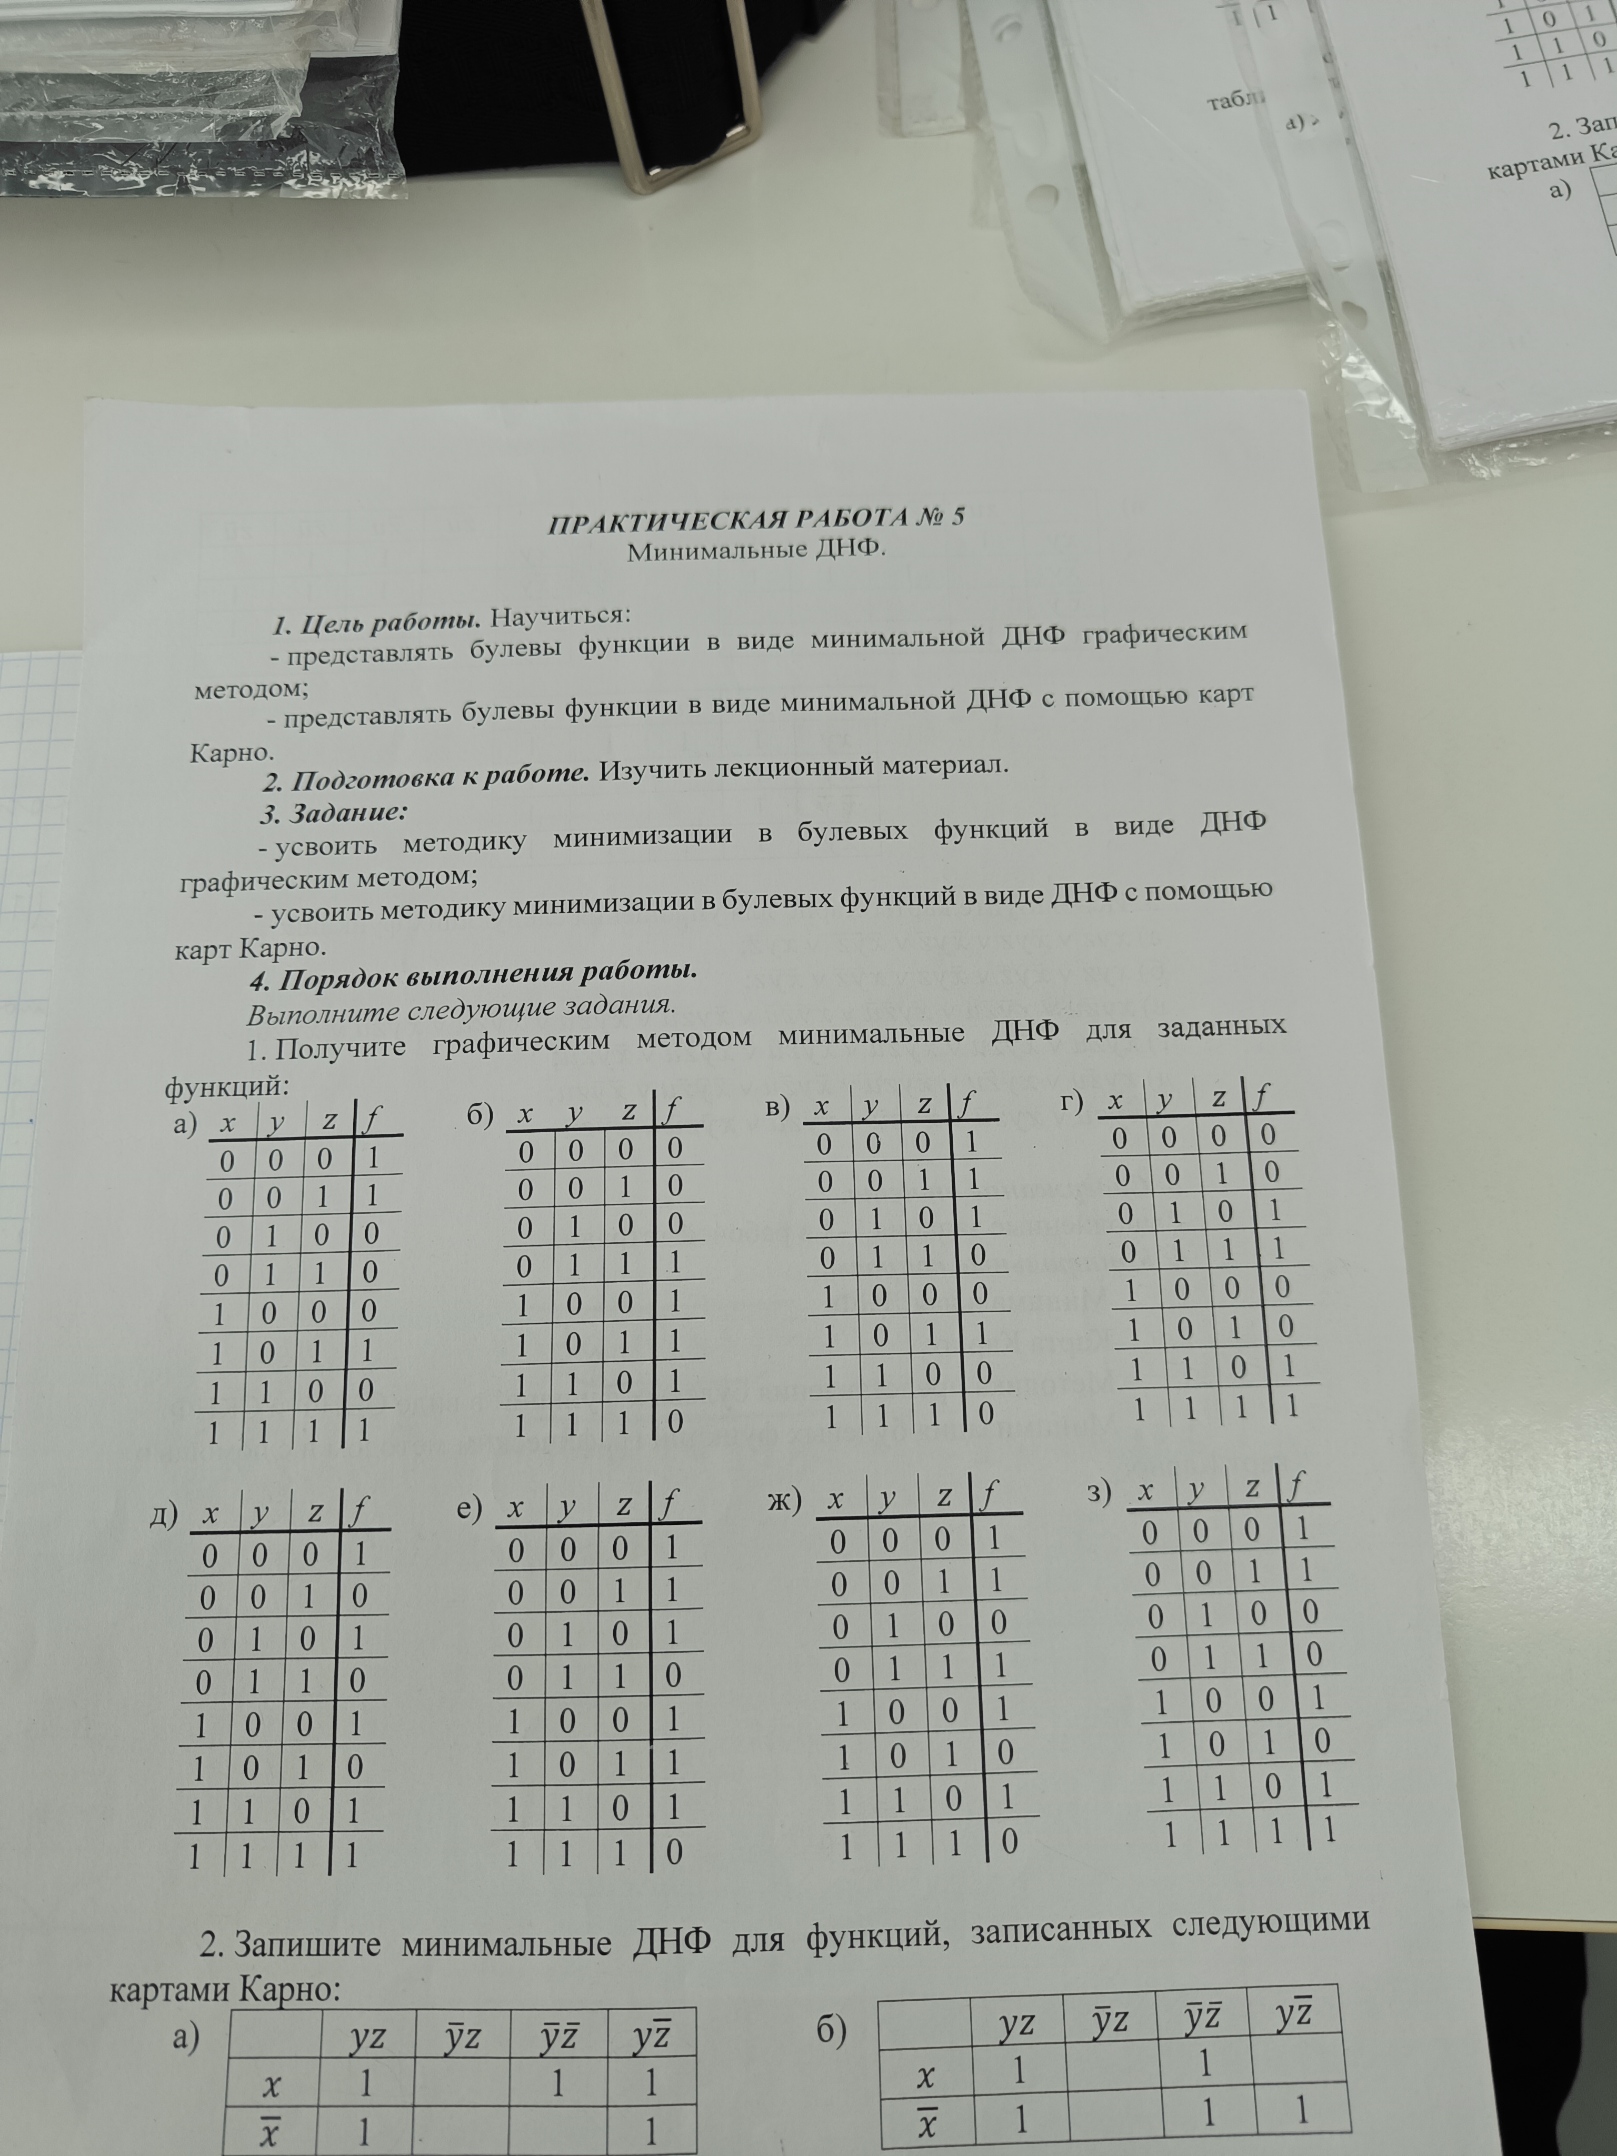 1 1
табл
а)
1 0 1
1 1 0
1 1 1
2. Зап
картами Ка
а)
ПРАКТИЧЕСКАЯ РАБОТА № 5
Минимальные ДНФ.
1. Цель работы. Научиться:
- представлять булевы функции в виде минимальной ДНФ графическим
методом;
- представлять булевы функции в виде минимальной ДНФ с помощью карт
Карно.
2. Подготовка к работе. Изучить лекционный материал.
3. Задание:
- усвоить методику минимизации в булевых функций в виде ДНФ
графическим методом;
- усвоить методику минимизации в булевых функций в виде ДНФ с помощью
карт Карно.
4. Порядок выполнения работы.
Выполните следующие задания.
1. Получите графическим методом минимальные ДНФ для заданных
функций:
а) x y z f
0 0 0 1
0 0 1 1
0 1 0 0
0 1 1 0
1 0 0 0
1 0 1 1
1 1 0 0
1 1 1 1
б) x y z f
0 0 0 0
0 0 1 0
0 1 0 0
0 1 1 1
1 0 0 1
1 0 1 1
1 1 0 1
1 1 1 0
в) x y z f
0 0 0 1
0 0 1 1
0 1 0 1
0 1 1 0
1 0 0 0
1 0 1 1
1 1 0 0
1 1 1 0
г) x y z f
0 0 0 0
0 0 1 0
0 1 0 1
0 1 1 1
1 0 0 0
1 0 1 0
1 1 0 1
1 1 1 1
д) x y z f
0 0 0 1
0 0 1 0
0 1 0 1
0 1 1 0
1 0 0 1
1 0 1 0
1 1 0 1
1 1 1 1
е) x y z f
0 0 0 1
0 0 1 1
0 1 0 1
0 1 1 0
1 0 0 1
1 0 1 1
1 1 0 1
1 1 1 0
ж) x y z f
0 0 0 1
0 0 1 1
0 1 0 0
0 1 1 1
1 0 0 1
1 0 1 0
1 1 0 1
1 1 1 0
з) x y z f
0 0 0 1
0 0 1 1
0 1 0 0
0 1 1 0
1 0 0 1
1 0 1 0
1 1 0 1
1 1 1 1
2. Запишите минимальные ДНФ для функций, записанных следующими
картами Карно:
а) yz y̅z y̅z̅ yz̅
x 1 1 1
x̅ 1 1
б) yz y̅z y̅z̅ yz̅
x 1 1
x̅ 1 1 1